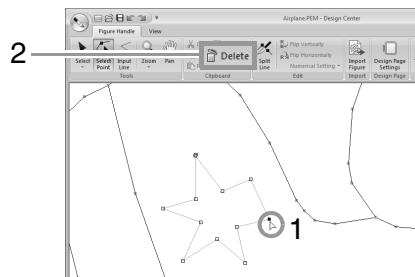 Airplane.PEM - Design Center
Figure Handle View
2
Delete
Flip Vertically
Flip Horizontally
Numerical Setting
Select
Select Point
Input Line
Zoom
Pan
Split Line
Import Figure
Design Page Settings
Tools
Clipboard
Edit
Import
Design Page
1